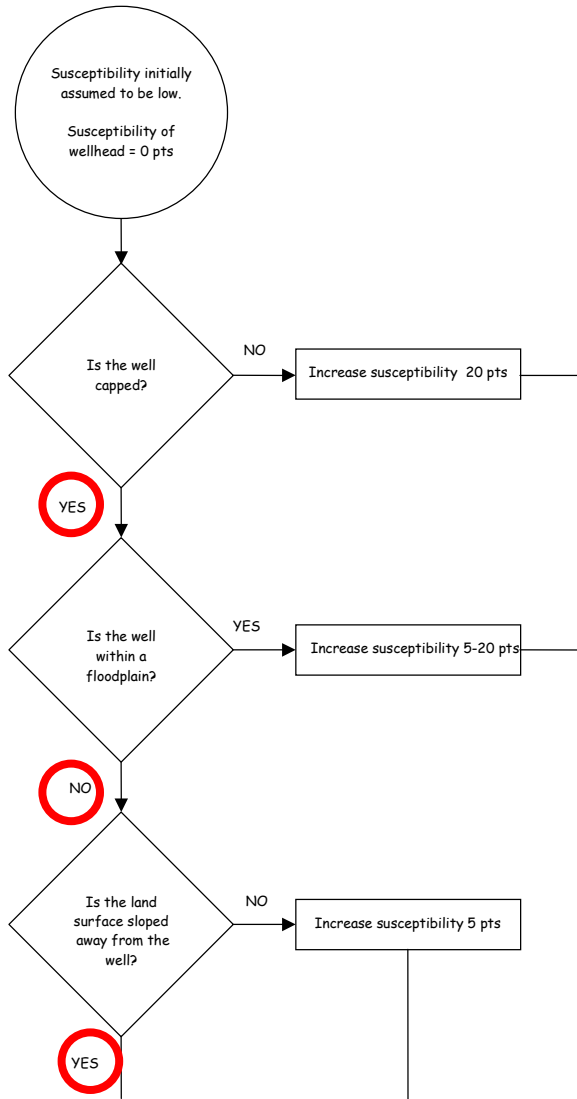 Susceptibility initially
assumed to be low.
Susceptibility of
wellhead = 0 pts
Is the well
capped?
NO
Increase susceptibility 20 pts
YES
Is the well
within a
floodplain?
YES
Increase susceptibility 5-20 pts
NO
Is the land
surface sloped
away from the
well?
NO
Increase susceptibility 5 pts
YES